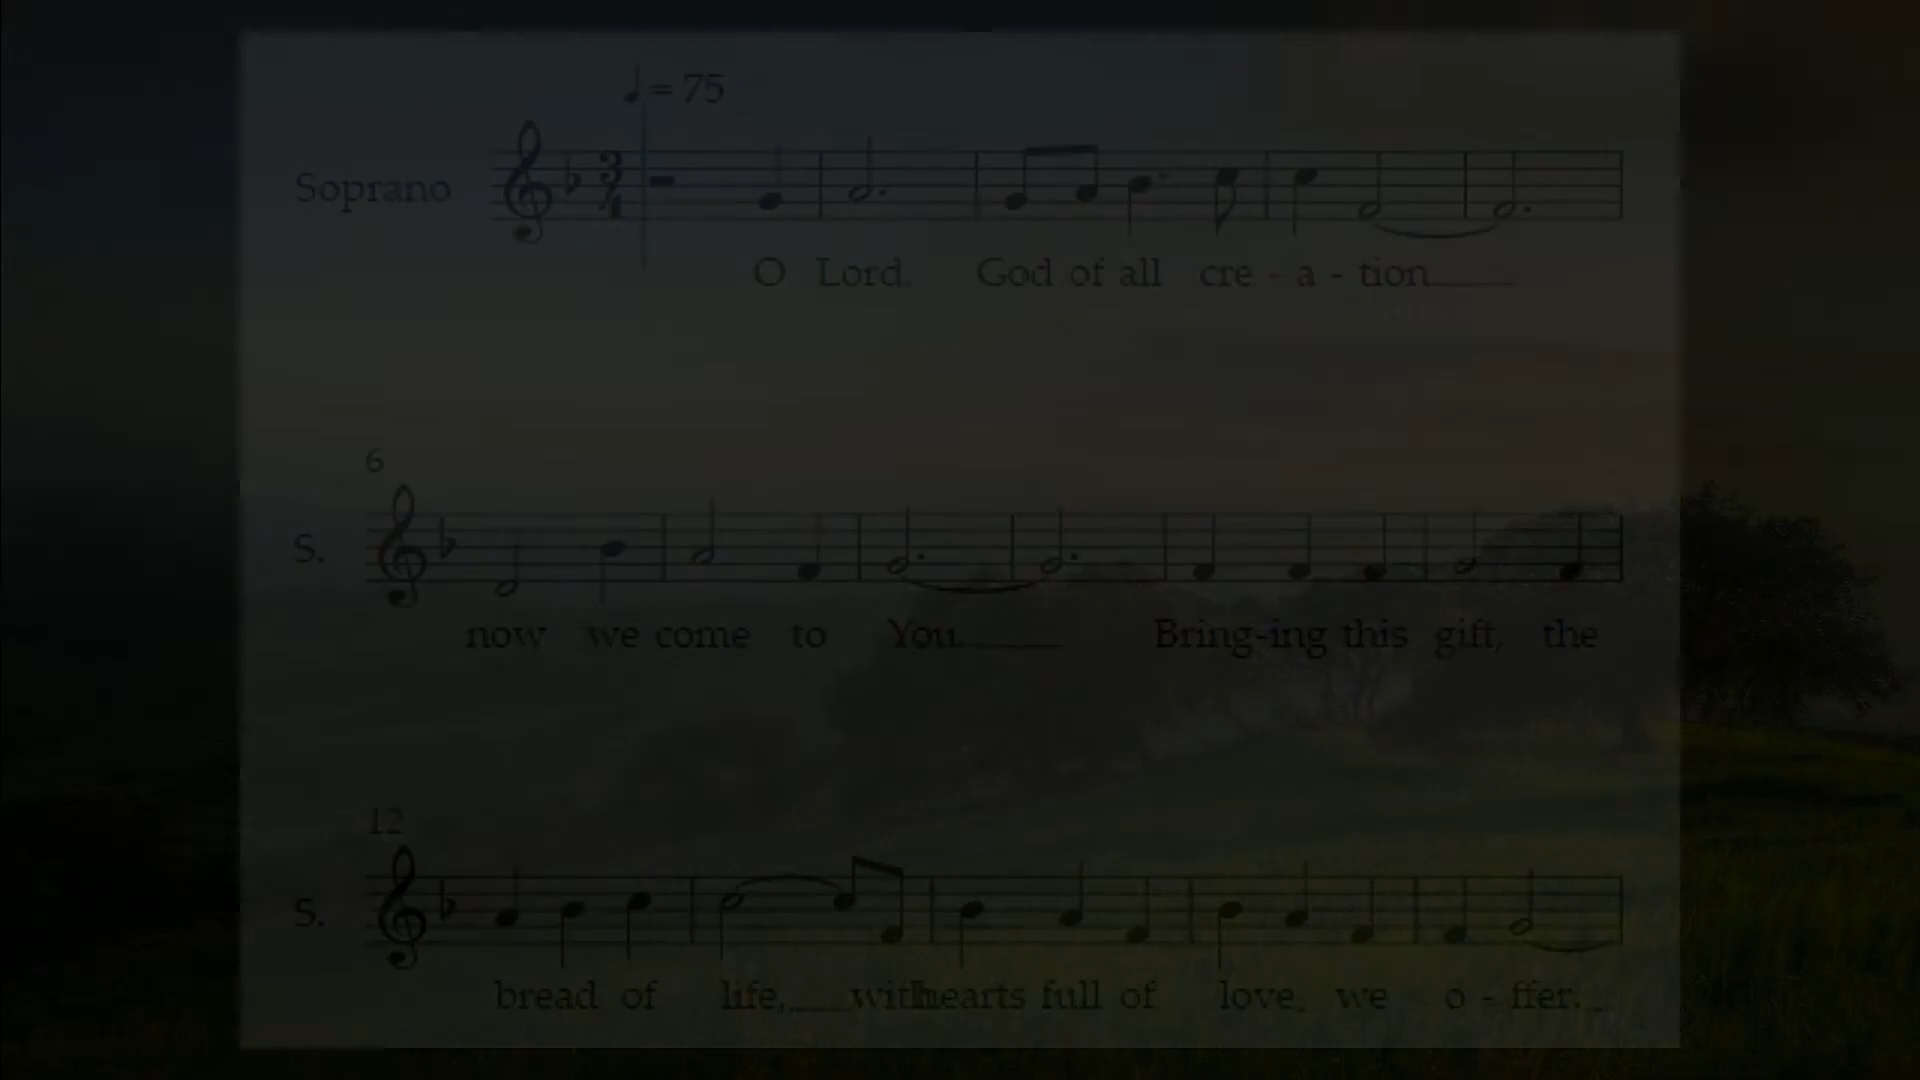 ♩ = 75
Soprano
O Lord. God of all cre - a - tion
6
S.
now we come to You Bring-ing this gift, the
12
S.
bread of life, with hearts full of love, we o - ffer.